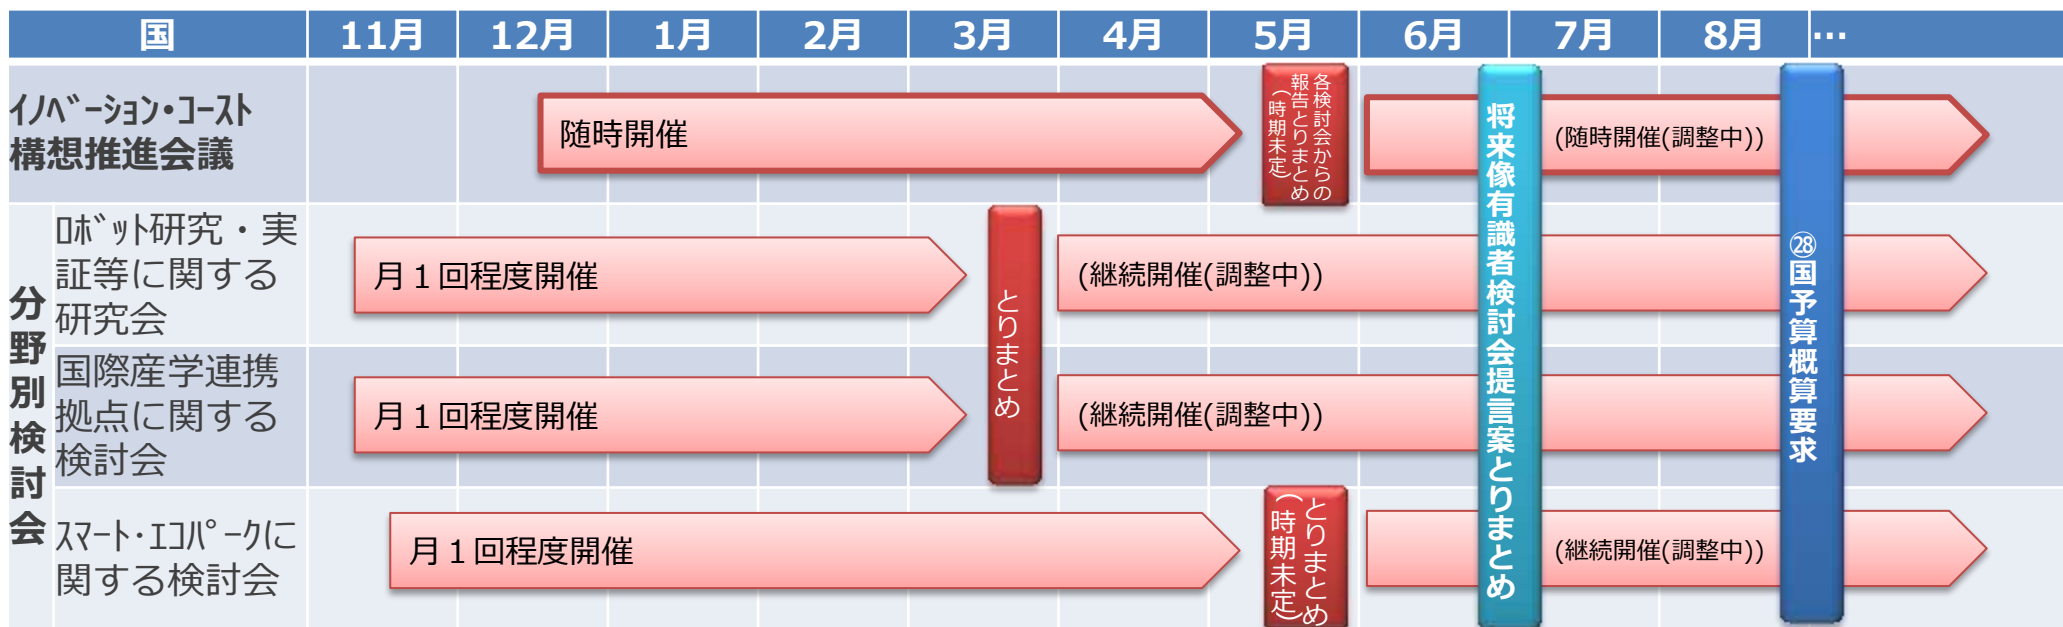 国 11月 12月 1月 2月 3月 4月 5月 6月 7月 8月 …
ｲﾉﾍﾞｰｼｮﾝ・ｺｰｽﾄ
構想推進会議
随時開催
各検討会からの
報告とりまとめ
（時期未定）
(随時開催(調整中))
分野別検討会
ﾛﾎﾞｯﾄ研究・実
証等に関する
研究会
月１回程度開催
(継続開催(調整中))
国際産学連携
拠点に関する
検討会
月１回程度開催
(継続開催(調整中))
とりまとめ
ｽﾏｰﾄ･ｴｺﾊﾟｰｸに
関する検討会
月１回程度開催
とりまとめ
（時期未定）
(継続開催(調整中))
将来像有識者検討会提言案とりまとめ
㉘国予算概算要求